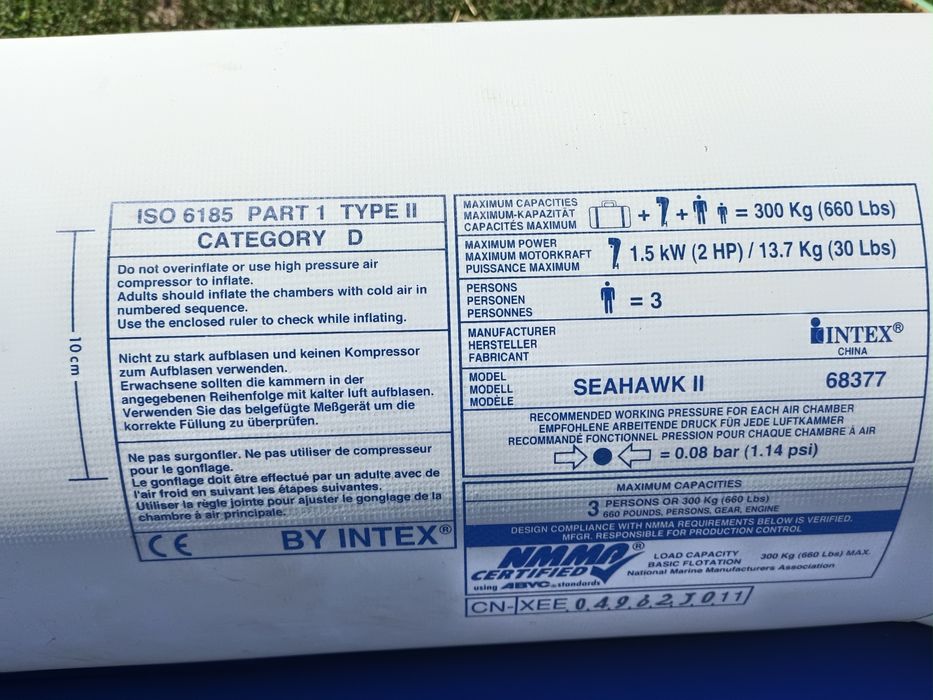 ISO 6185 PART 1 TYPE II
CATEGORY D
10 cm
Do not overinflate or use high pressure air
compressor to inflate.
Adults should inflate the chambers with cold air in
numbered sequence.
Use the enclosed ruler to check while inflating.
Nicht zu stark aufblasen und keinen Kompressor
zum Aufblasen verwenden.
Erwachsene sollten die kammern in der
angegebenen Reihenfolge mit kalter luft aufblasen.
Verwenden Sie das belgefügte Meßgerät um die
korrekte Füllung zu überprüfen.
Ne pas surgonfler. Ne pas utiliser de compresseur
pour le gonflage.
Le gonflage doit être effectué par un adulte avec de
l'air froid en suivant les étapes suivantes.
Utiliser la règle jointe pour ajuster le gonglage de la
chambre à air principale.
CE BY INTEX®
MAXIMUM CAPACITIES
MAXIMUM-KAPAZITÄT
CAPACITÉS MAXIMUM
+ + = 300 Kg (660 Lbs)
MAXIMUM POWER
MAXIMUM MOTORKRAFT
PUISSANCE MAXIMUM
1.5 kW (2 HP) / 13.7 Kg (30 Lbs)
PERSONS
PERSONEN
PERSONNES
= 3
MANUFACTURER
HERSTELLER
FABRICANT
INTEX®
CHINA
MODEL
MODELL
MODÈLE
SEAHAWK II 68377
RECOMMENDED WORKING PRESSURE FOR EACH AIR CHAMBER
EMPFOHLENE ARBEITENDE DRUCK FÜR JEDE LUFTKAMMER
RECOMMANDÉ FONCTIONNEL PRESSION POUR CHAQUE CHAMBRE À AIR
= 0.08 bar (1.14 psi)
MAXIMUM CAPACITIES
3 PERSONS OR 300 Kg (660 Lbs)
660 POUNDS, PERSONS, GEAR, ENGINE
DESIGN COMPLIANCE WITH NMMA REQUIREMENTS BELOW IS VERIFIED.
MFGR. RESPONSIBLE FOR PRODUCTION CONTROL
NMMA®
CERTIFIED
using ABYC standards
LOAD CAPACITY 300 Kg (660 Lbs) MAX.
BASIC FLOTATION
National Marine Manufacturers Association
CN-XEE